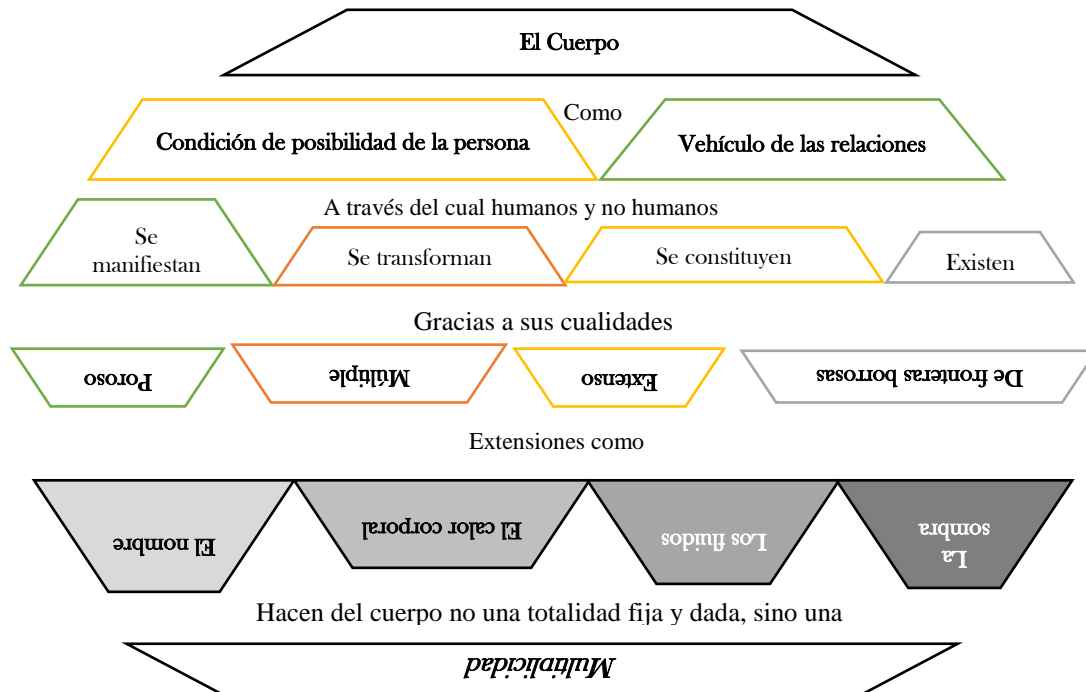 El Cuerpo
Como
Condición de posibilidad de la persona
Vehículo de las relaciones
A través del cual humanos y no humanos
Se
manifiestan
Se transforman
Se constituyen
Existen
Gracias a sus cualidades
Poroso
Múltiple
Extenso
De fronteras borrosas
Extensiones como
El nombre
El calor corporal
Los fluidos
La
sombra
Hacen del cuerpo no una totalidad fija y dada, sino una
Multiplicidad